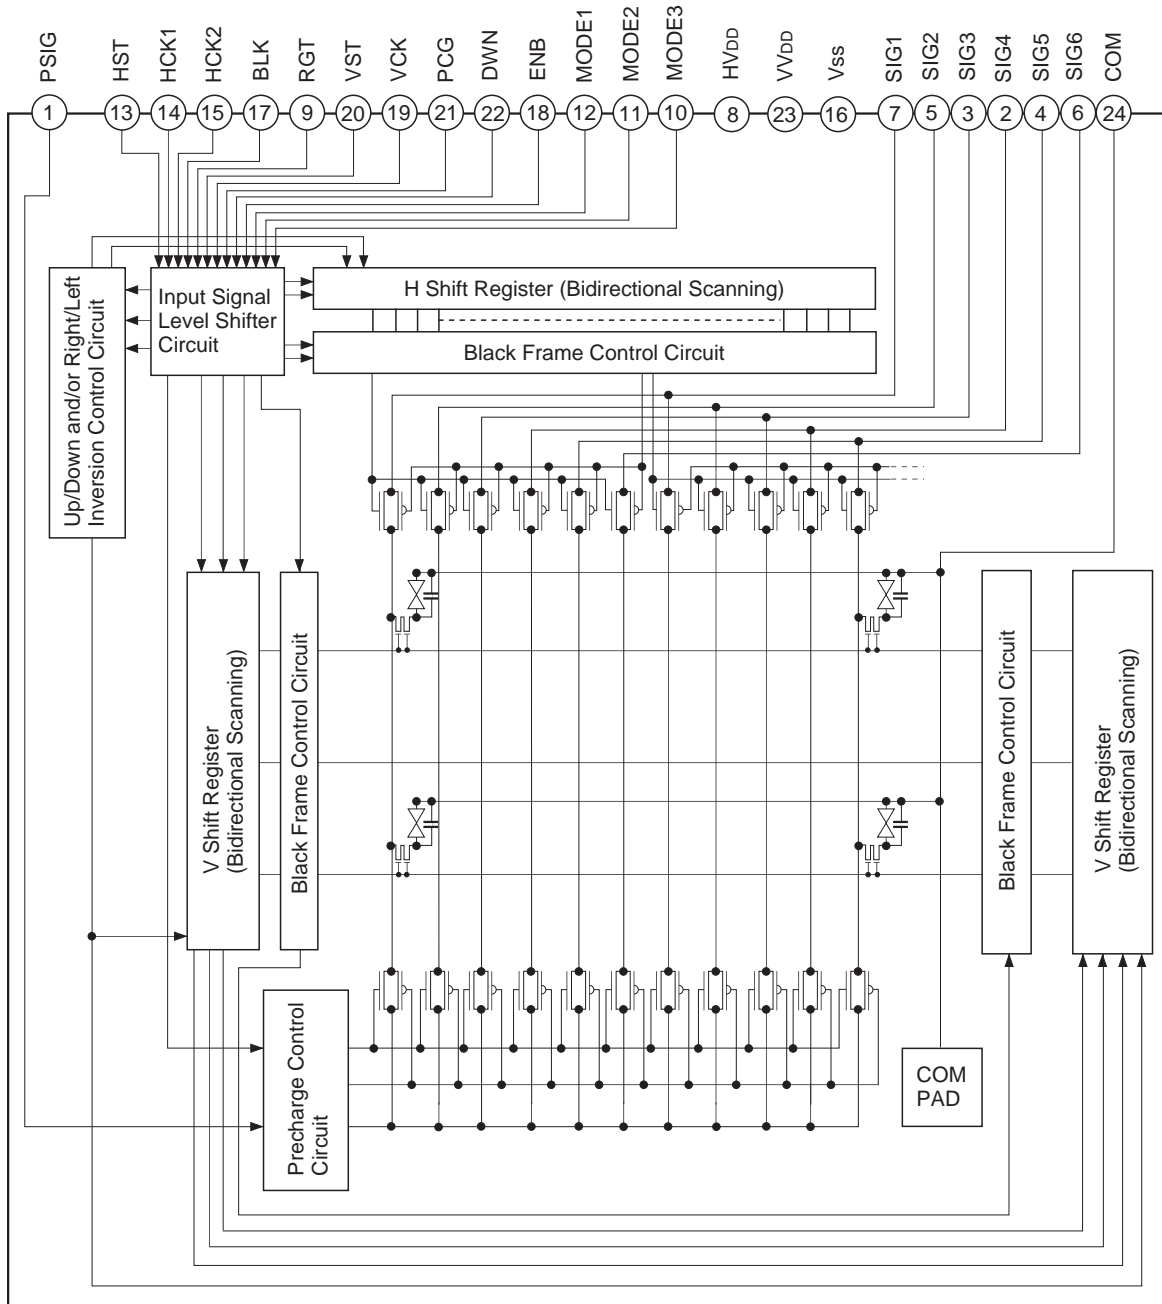 PSIG
HST
HCK1
HCK2
BLK
RGT
VST
VCK
PCG
DWN
ENB
MODE1
MODE2
MODE3
HVDD
VVDD
Vss
SIG1
SIG2
SIG3
SIG4
SIG5
SIG6
COM
1
13
14
15
17
9
20
19
21
22
18
12
11
10
8
23
16
7
5
3
2
4
6
24
Up/Down and/or Right/Left
Inversion Control Circuit
Input Signal
Level Shifter
Circuit
H Shift Register (Bidirectional Scanning)
Black Frame Control Circuit
V Shift Register
(Bidirectional Scanning)
Black Frame Control Circuit
Black Frame Control Circuit
V Shift Register
(Bidirectional Scanning)
Precharge Control
Circuit
COM
PAD